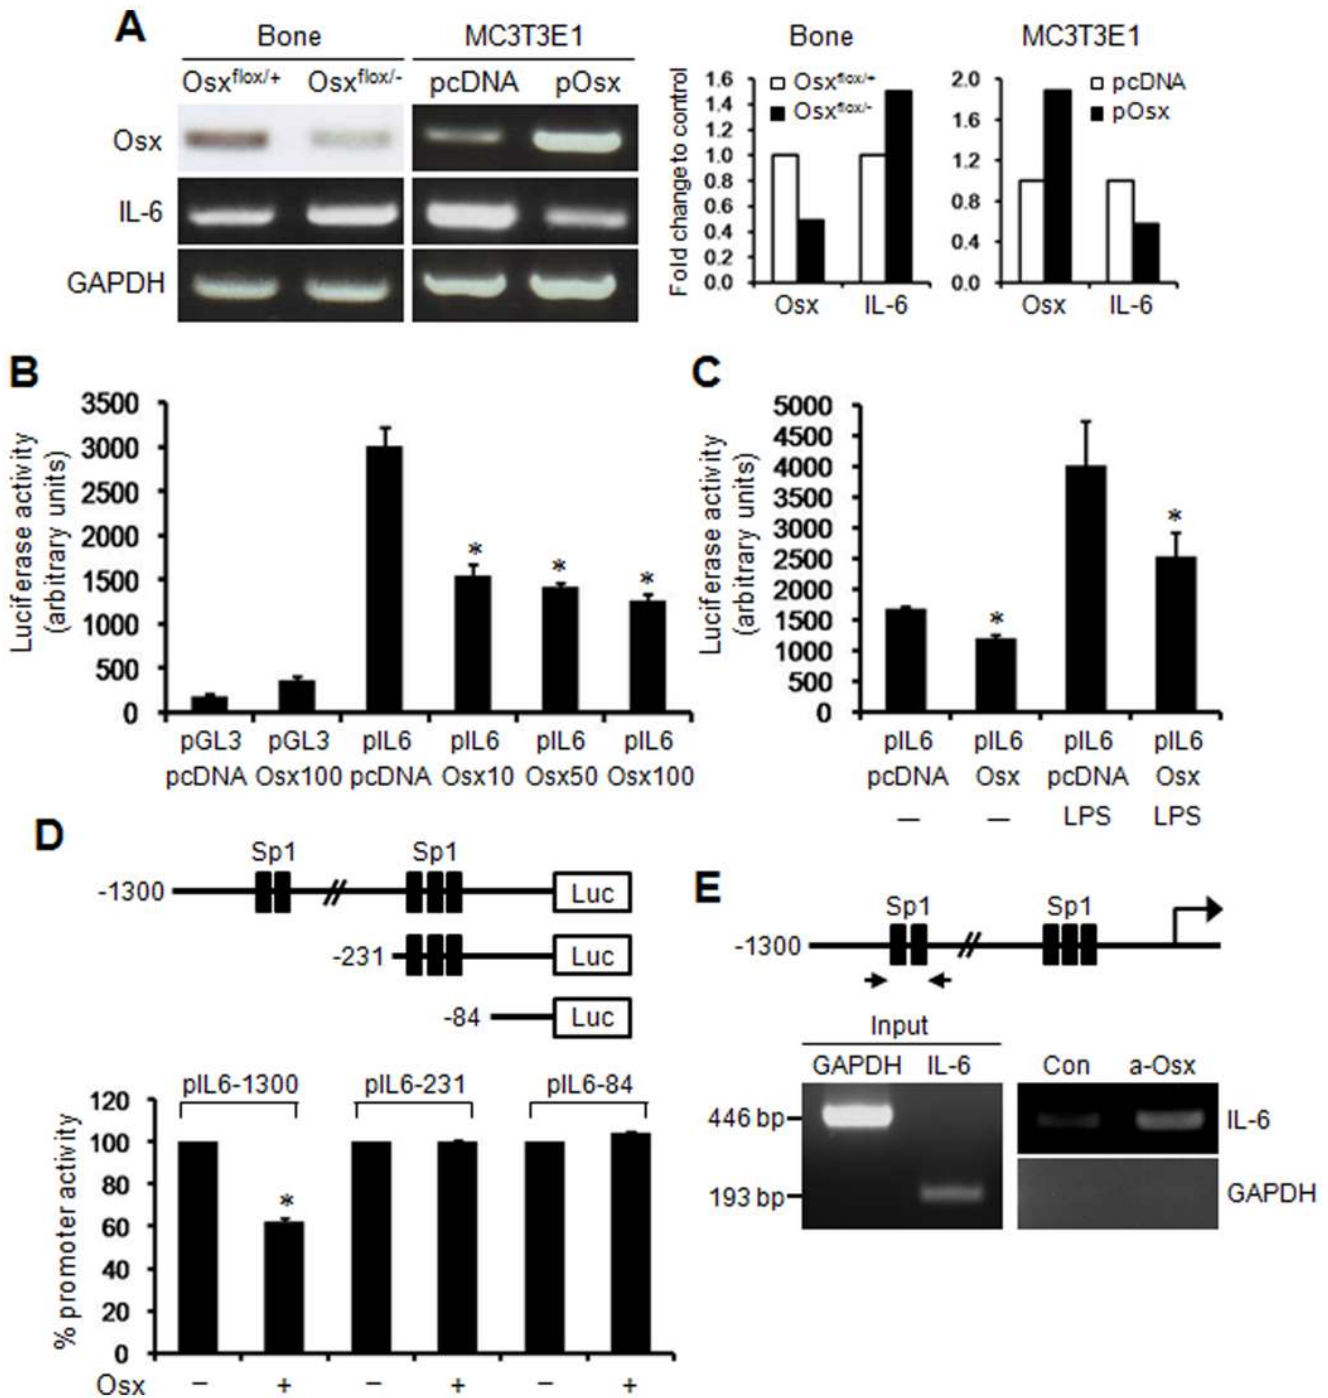 A
Bone
MC3T3E1
Osxflox/+ Osxflox/- pcDNA pOsx
Osx
IL-6
GAPDH
Bone
Fold change to control
1.6
1.4
1.2
1.0
0.8
0.6
0.4
0.2
0.0
Osxflox/+
Osxflox/-
Osx IL-6
MC3T3E1
2.0
1.6
1.2
0.8
0.4
0.0
pcDNA
pOsx
Osx IL-6
B
Luciferase activity
(arbitrary units)
3500
3000
2500
2000
1500
1000
500
0
* * *
pGL3 pGL3 pIL6 pIL6 pIL6 pIL6
pcDNA Osx100 pcDNA Osx10 Osx50 Osx100
C
Luciferase activity
(arbitrary units)
5000
4500
4000
3500
3000
2500
2000
1500
1000
500
0
* *
pIL6 pIL6 pIL6 pIL6
pcDNA Osx pcDNA Osx
— — LPS LPS
D
Sp1 Sp1
-1300 // Luc
-231 Luc
-84 Luc
% promoter activity
pIL6-1300 pIL6-231 pIL6-84
120
100
80
60
40
20
0
*
Osx − + − + − +
E
Sp1 Sp1
-1300 //
Input
GAPDH IL-6
446 bp
193 bp
Con a-Osx
IL-6
GAPDH